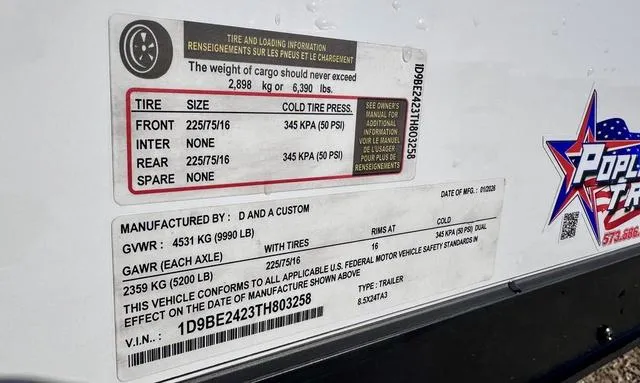 TIRE AND LOADING INFORMATION
RENSEIGNEMENTS SUR LES PNEUS ET LE CHARGEMENT
The weight of cargo should never exceed
2,898 kg or 6,390 lbs.
TIRE SIZE COLD TIRE PRESS.
FRONT 225/75/16 345 KPA (50 PSI)
INTER NONE
REAR 225/75/16 345 KPA (50 PSI)
SPARE NONE
SEE OWNER'S
MANUAL FOR
ADDITIONAL
INFORMATION
VOIR LE MANUEL
DE L'USAGER
POUR PLUS DE
RENSEIGNEMENTS
1D9BE2423TH803258
MANUFACTURED BY: D AND A CUSTOM DATE OF MFG.: 01/2026
GVWR: 4531 KG (9990 LB)
GAWR (EACH AXLE) WITH TIRES RIMS AT COLD
2359 KG (5200 LB) 225/75/16 16 345 KPA (50 PSI) DUAL
THIS VEHICLE CONFORMS TO ALL APPLICABLE U.S. FEDERAL MOTOR VEHICLE SAFETY STANDARDS IN
EFFECT ON THE DATE OF MANUFACTURE SHOWN ABOVE
V.I.N.: 1D9BE2423TH803258
TYPE: TRAILER
8.5X24TA3